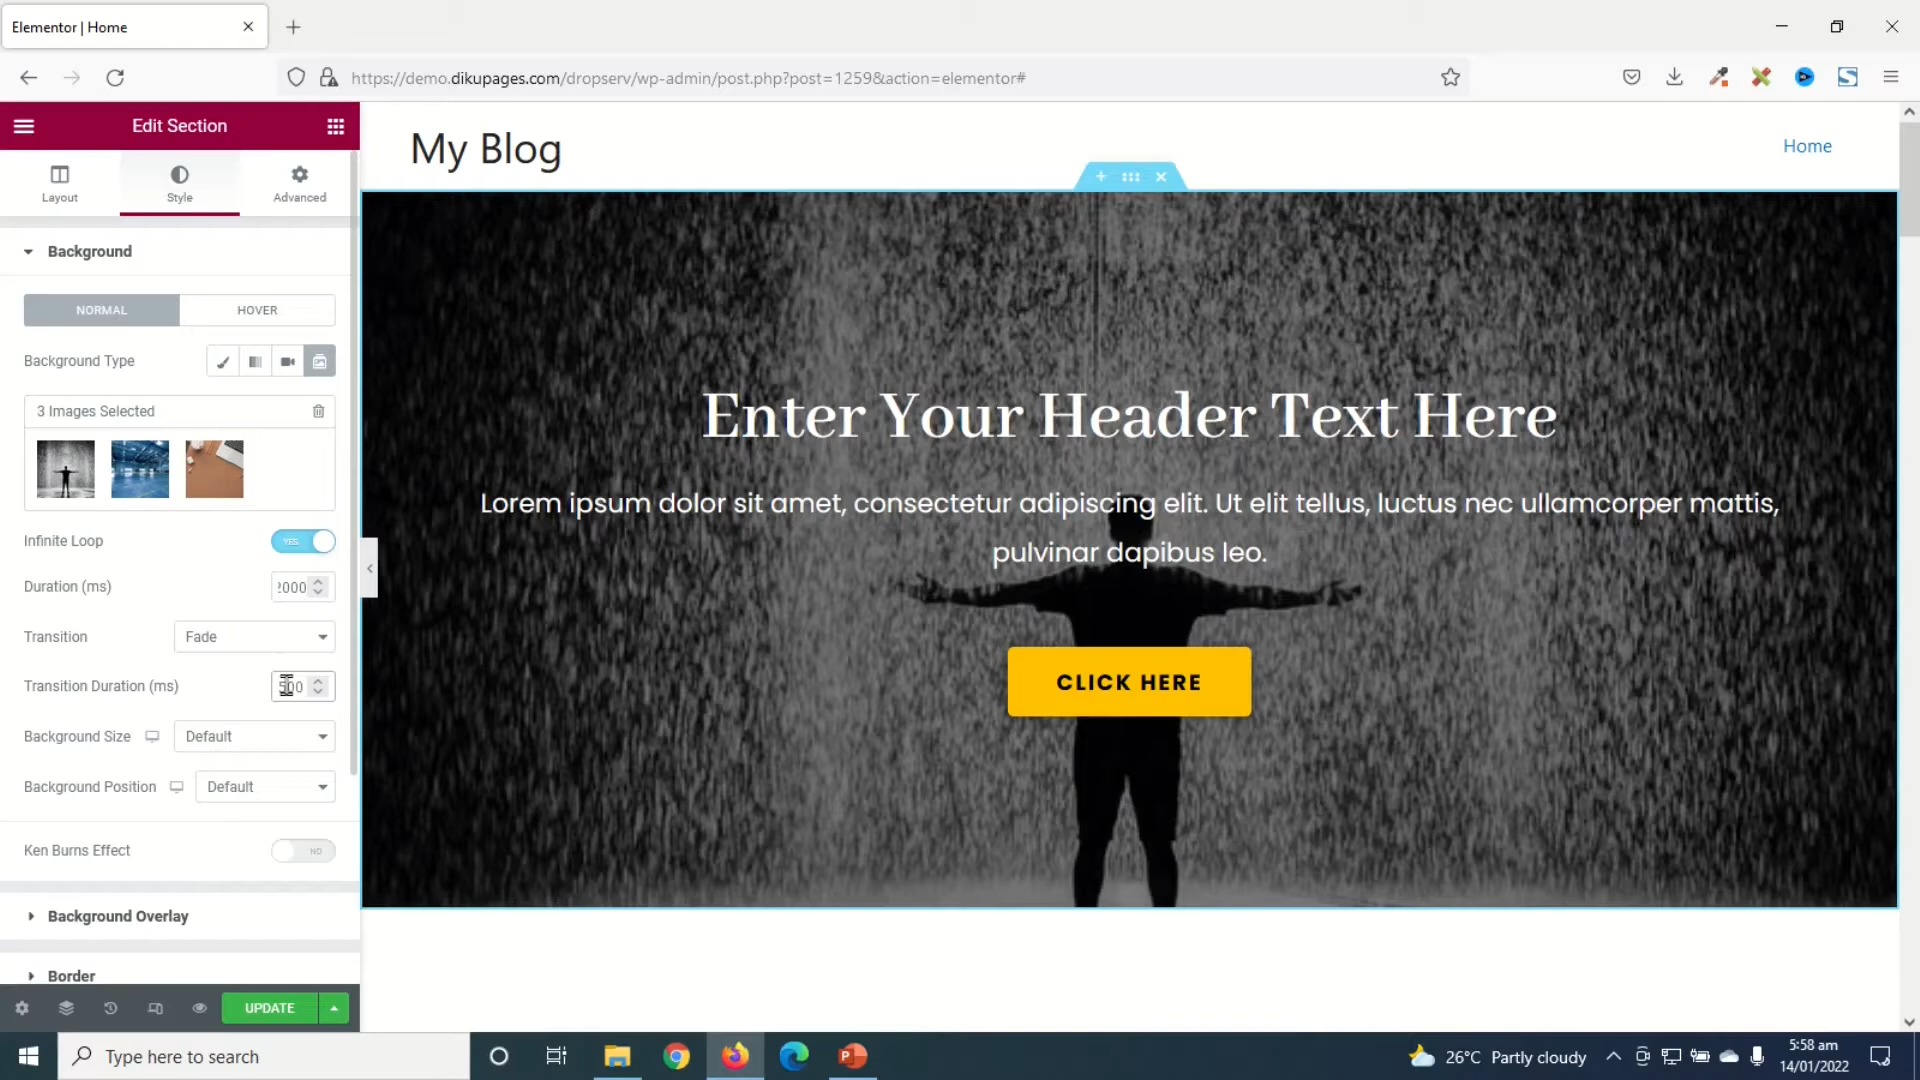 Elementor | Home
https://demo.dikupages.com/dropserv/wp-admin/post.php?post=1259&action=elementor#
Edit Section
My Blog
Home
Layout
Style
Advanced
Background
NORMAL
HOVER
Background Type
3 Images Selected
Infinite Loop
YES
Duration (ms)
Transition
Fade
Transition Duration (ms)
500
Background Size
Default
Background Position
Default
Ken Burns Effect
NO
Background Overlay
Border
UPDATE
Enter Your Header Text Here
Lorem ipsum dolor sit amet, consectetur adipiscing elit. Ut elit tellus, luctus nec ullamcorper mattis,
pulvinar dapibus leo.
CLICK HERE
Type here to search
26°C Partly cloudy
5:58 am
14/01/2022